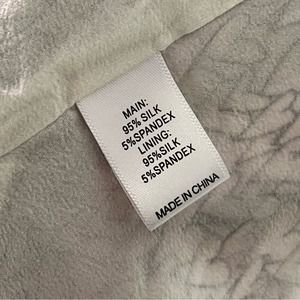 MAIN:
95% SILK
5%SPANDEX
LINING:
95%SILK
5%SPANDEX
MADE IN CHINA